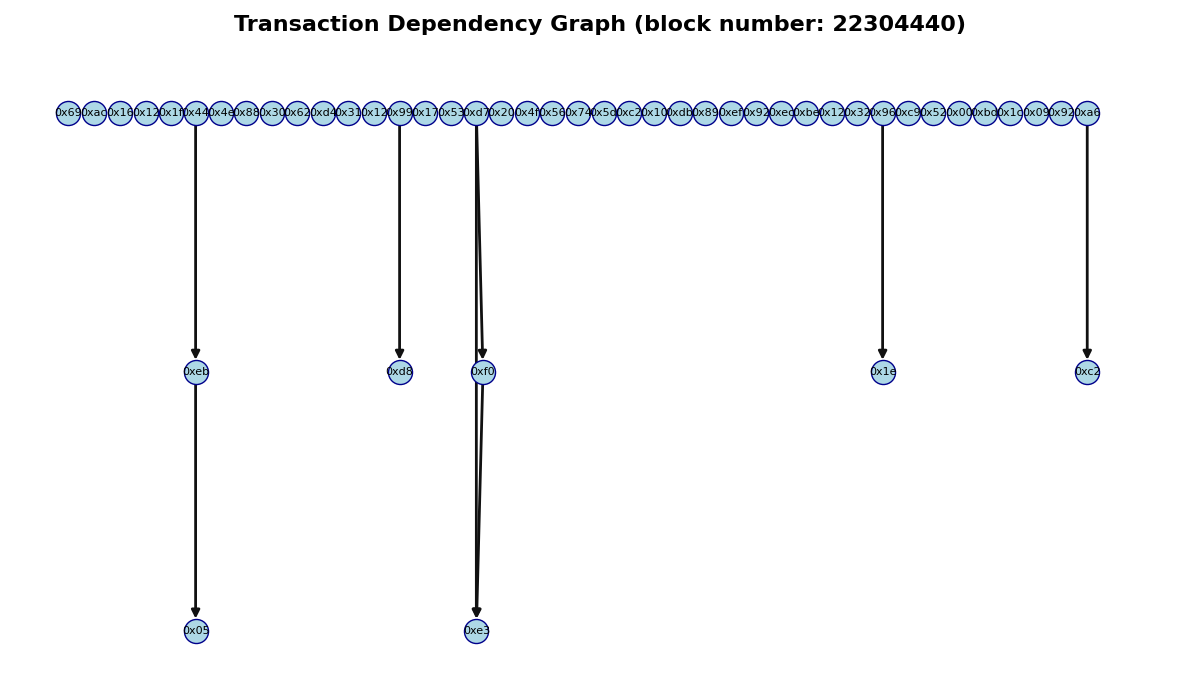 Transaction Dependency Graph (block number: 22304440)
0x69 0xac 0x16 0x12 0x1f 0x44 0x4e 0x88 0x30 0x62 0xd4 0x31 0x12 0x99 0x17 0x53 0xd7 0x20 0x4f 0x56 0x74 0x5d 0xc2 0x10 0xdb 0x89 0xef 0x92 0xec 0xbe 0x12 0x32 0x96 0xc9 0x52 0x00 0xbd 0x1c 0x09 0x92 0xa6
0xeb 0xd8 0xf0 0x1e 0xc2
0x05 0xe3